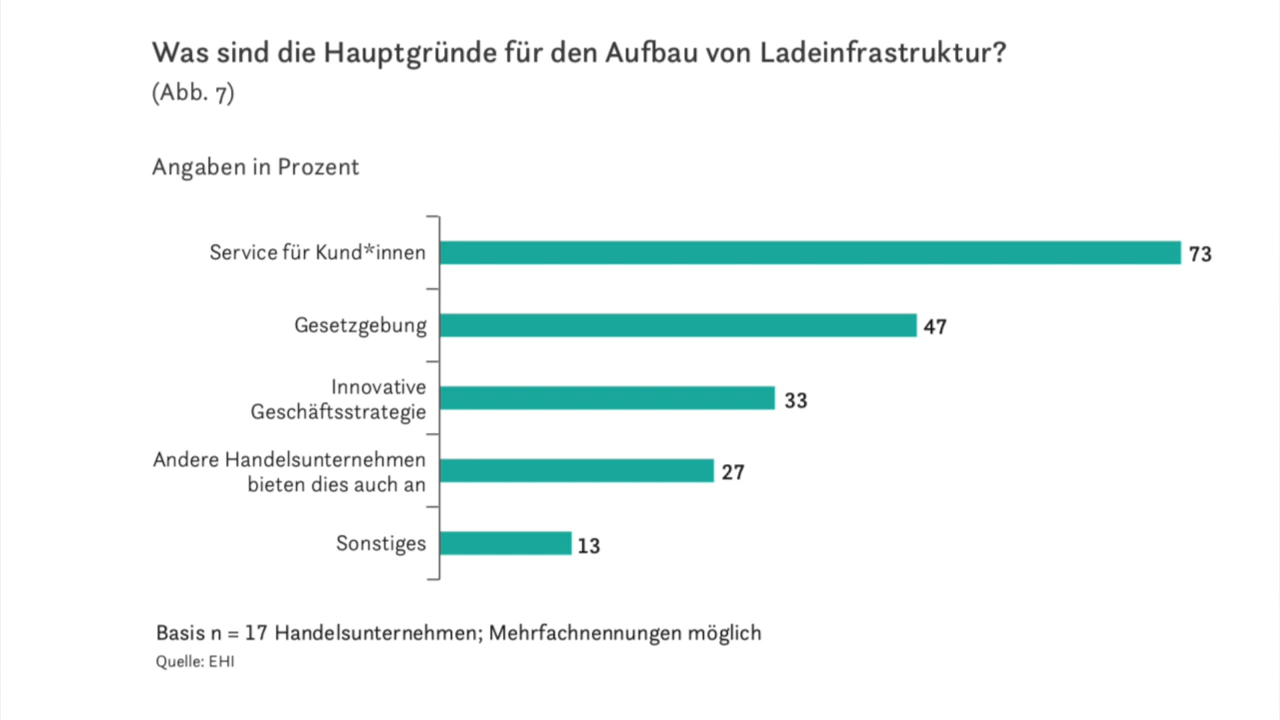 Was sind die Hauptgründe für den Aufbau von Ladeinfrastruktur?
(Abb. 7)
Angaben in Prozent
Service für Kund*innen
73
Gesetzgebung
47
Innovative
Geschäftsstrategie
33
Andere Handelsunternehmen
bieten dies auch an
27
Sonstiges
13
Basis n = 17 Handelsunternehmen; Mehrfachnennungen möglich
Quelle: EHI